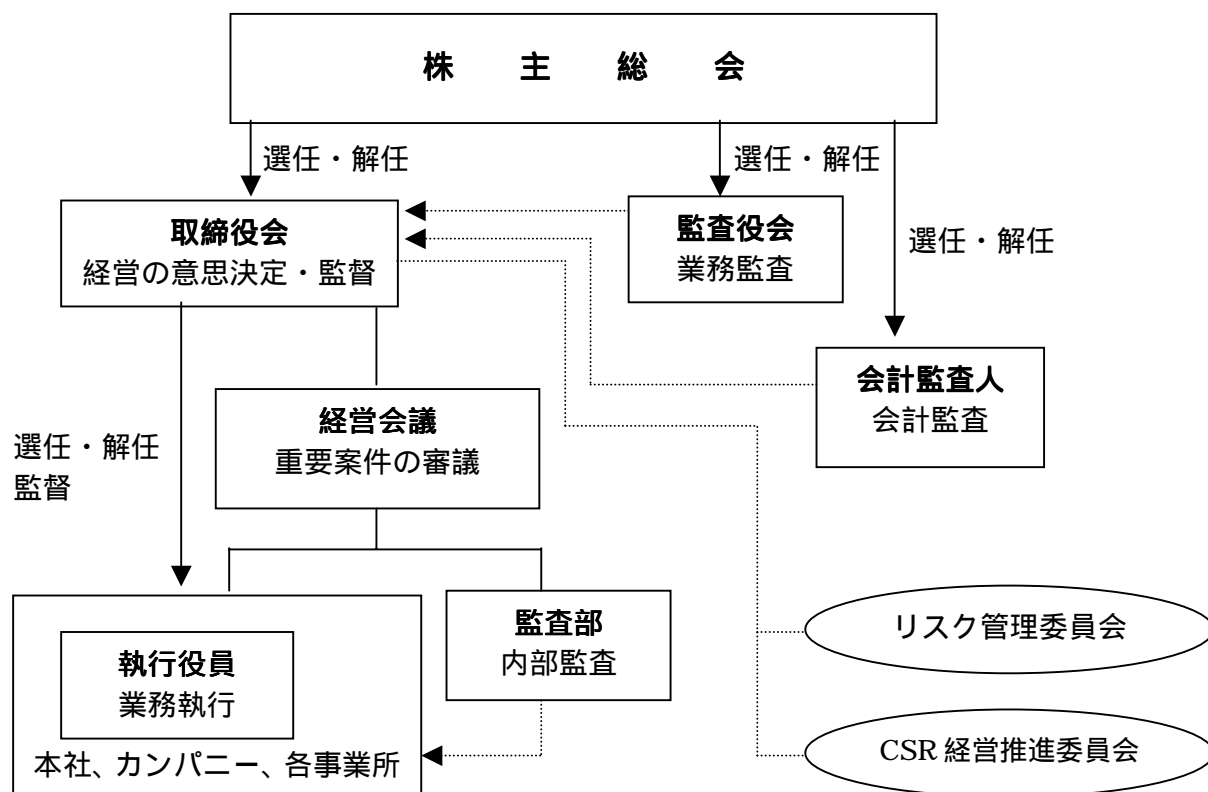 株主総会
選任・解任
選任・解任
取締役会
経営の意思決定・監督
監査役会
業務監査
選任・解任
会計監査人
会計監査
経営会議
重要案件の審議
選任・解任
監督
監査部
内部監査
リスク管理委員会
執行役員
業務執行
本社、カンパニー、各事業所
CSR 経営推進委員会